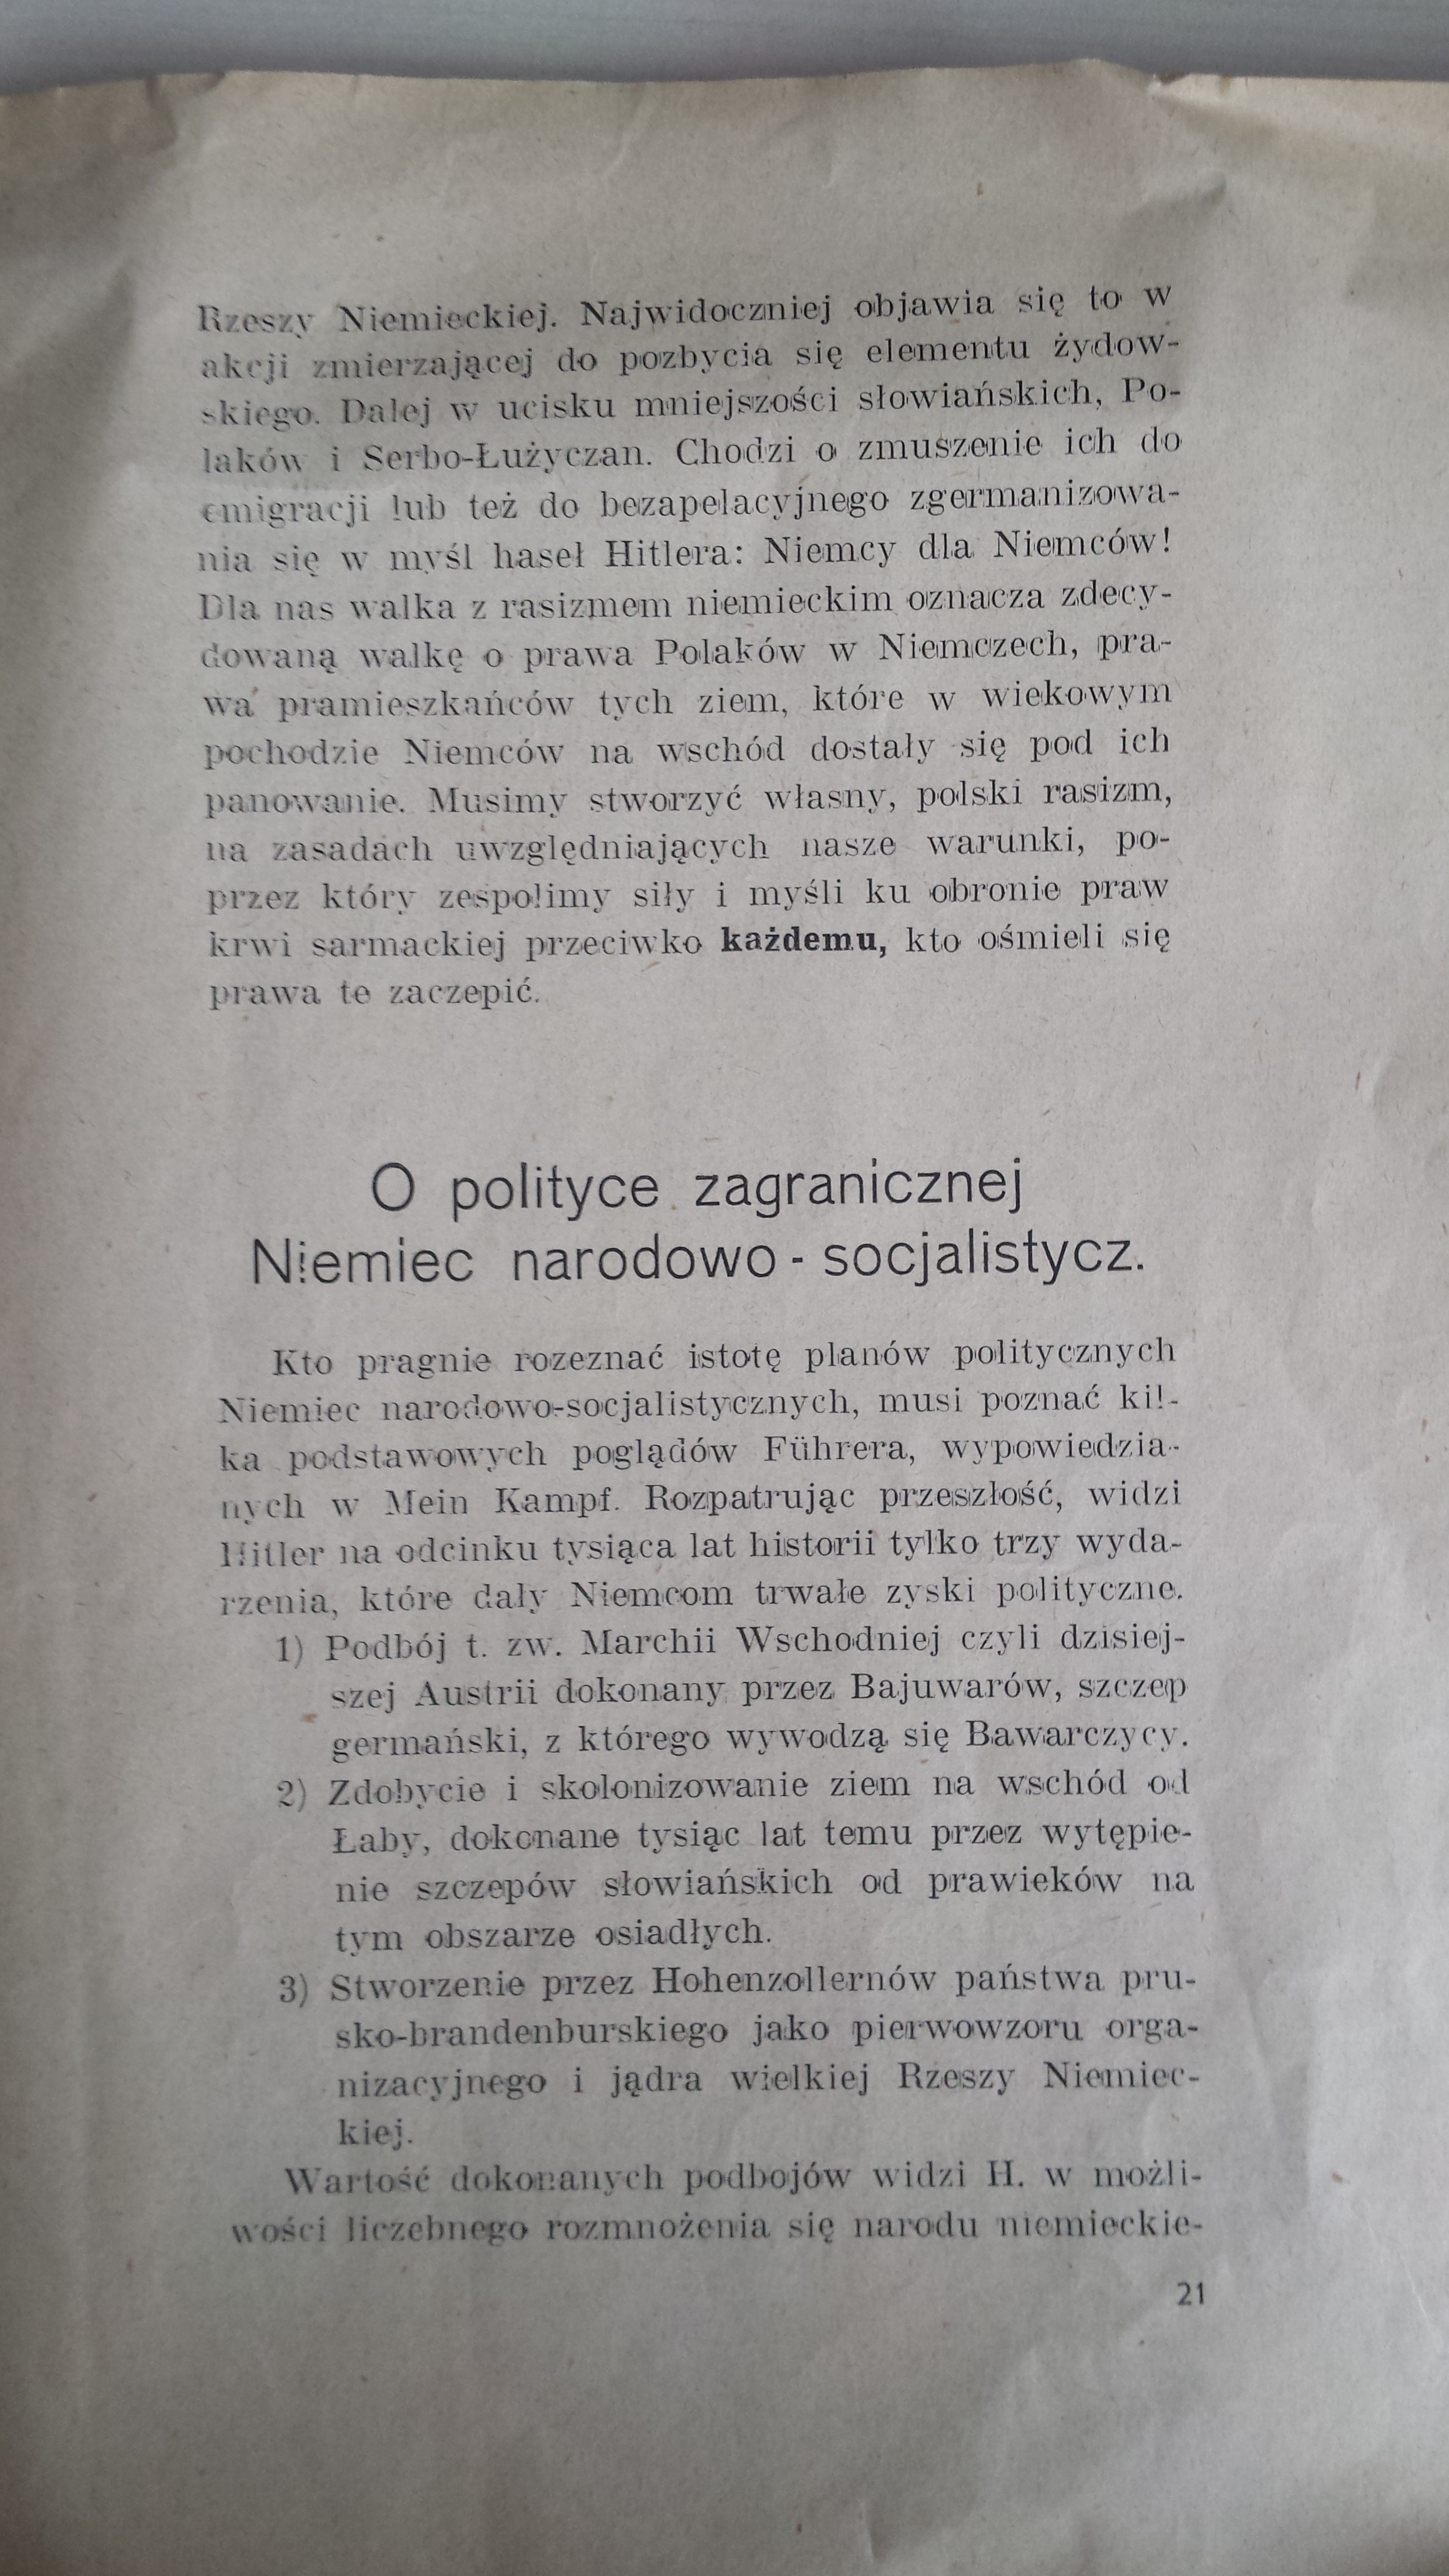 Rzeszy Niemieckiej. Najwidoczniej objawia się to w
akcji zmierzającej do pozbycia się elementu żydow-
skiego. Dalej w ucisku mniejszości słowiańskich, Po-
laków i Serbo-Łużyczan. Chodzi o zmuszenie ich do
emigracji lub też do bezapelacyjnego zgermanizowa-
nia się w myśl haseł Hitlera: Niemcy dla Niemców!
Dla nas walka z rasizmem niemieckim oznacza zdecy-
dowaną walkę o prawa Polaków w Niemczech, pra-
wa pramieszkańców tych ziem, które w wiekowym
pochodzie Niemców na wschód dostały się pod ich
panowanie. Musimy stworzyć własny, polski rasizm,
na zasadach uwzględniających nasze warunki, po-
przez który zespolimy siły i myśli ku obronie praw
krwi sarmackiej przeciwko każdemu, kto ośmieli się
prawa te zaczepić.
O polityce zagranicznej
Niemiec narodowo - socjalistycz.
Kto pragnie rozeznać istotę planów politycznych
Niemiec narodowo-socjalistycznych, musi poznać kil-
ka podstawowych poglądów Führera, wypowiedzia-
nych w Mein Kampf. Rozpatrując przeszłość, widzi
Hitler na odcinku tysiąca lat historii tylko trzy wyda-
rzenia, które dały Niemcom trwałe zyski polityczne.
1) Podbój t. zw. Marchii Wschodniej czyli dzisiej-
szej Austrii dokonany przez Bajuwarów, szczep
germański, z którego wywodzą się Bawarczycy.
2) Zdobycie i skolonizowanie ziem na wschód od
Łaby, dokonane tysiąc lat temu przez wytępie-
nie szczepów słowiańskich od prawieków na
tym obszarze osiadłych.
3) Stworzenie przez Hohenzollernów państwa pru-
sko-brandenburskiego jako pierwowzoru orga-
nizacyjnego i jądra wielkiej Rzeszy Niemiec-
kiej.
Wartość dokonanych podbojów widzi H. w możli-
wości liczebnego rozmnożenia się narodu niemieckie-
21